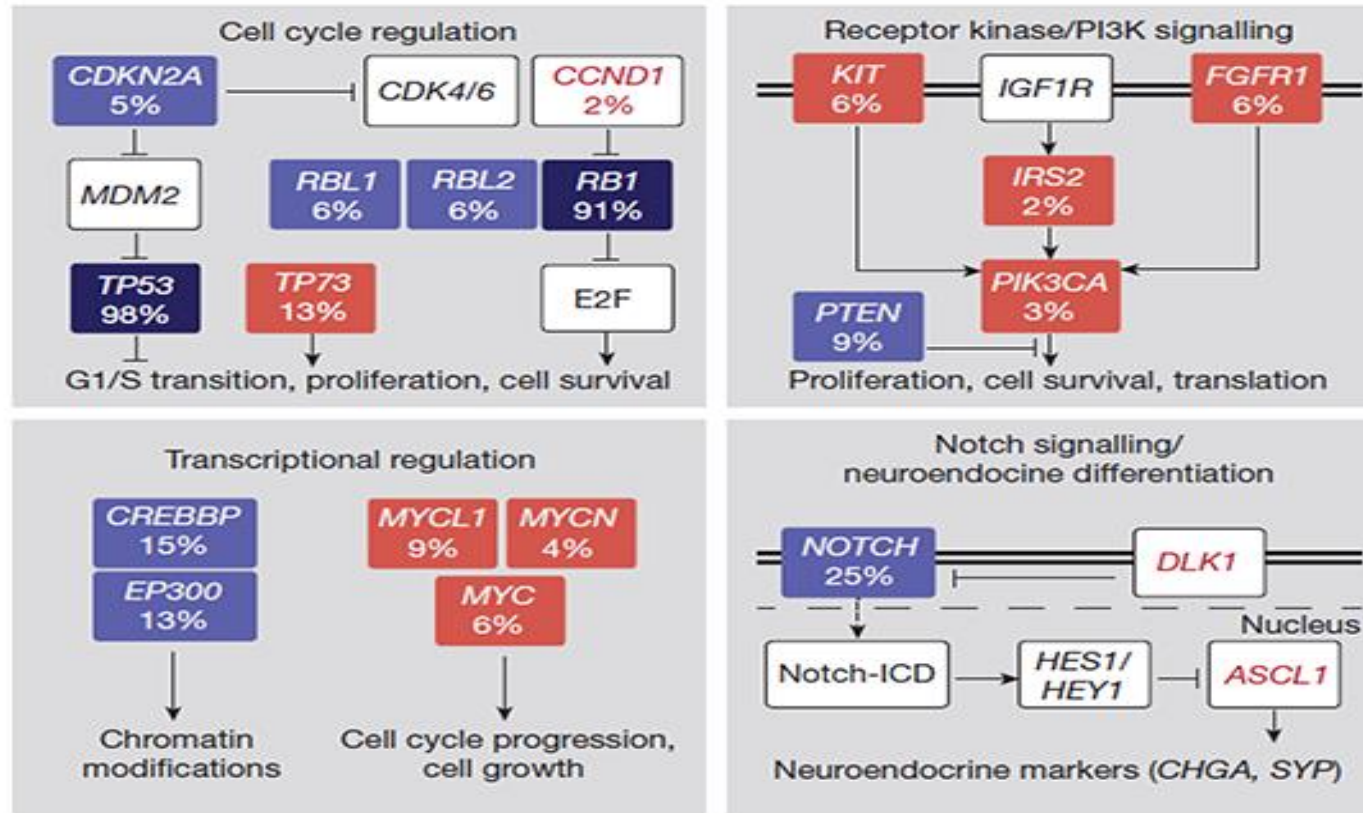 Cell cycle regulation
CDKN2A
5%
CDK4/6
CCND1
2%
MDM2
RBL1
6%
RBL2
6%
RB1
91%
TP53
98%
TP73
13%
E2F
G1/S transition, proliferation, cell survival
Receptor kinase/PI3K signalling
KIT
6%
IGF1R
FGFR1
6%
IRS2
2%
PIK3CA
3%
PTEN
9%
Proliferation, cell survival, translation
Transcriptional regulation
CREBBP
15%
EP300
13%
MYCL1
9%
MYCN
4%
MYC
6%
Chromatin
modifications
Cell cycle progression,
cell growth
Notch signalling/
neuroendocrine differentiation
NOTCH
25%
DLK1
Nucleus
Notch-ICD
HES1/
HEY1
ASCL1
Neuroendocrine markers (CHGA, SYP)